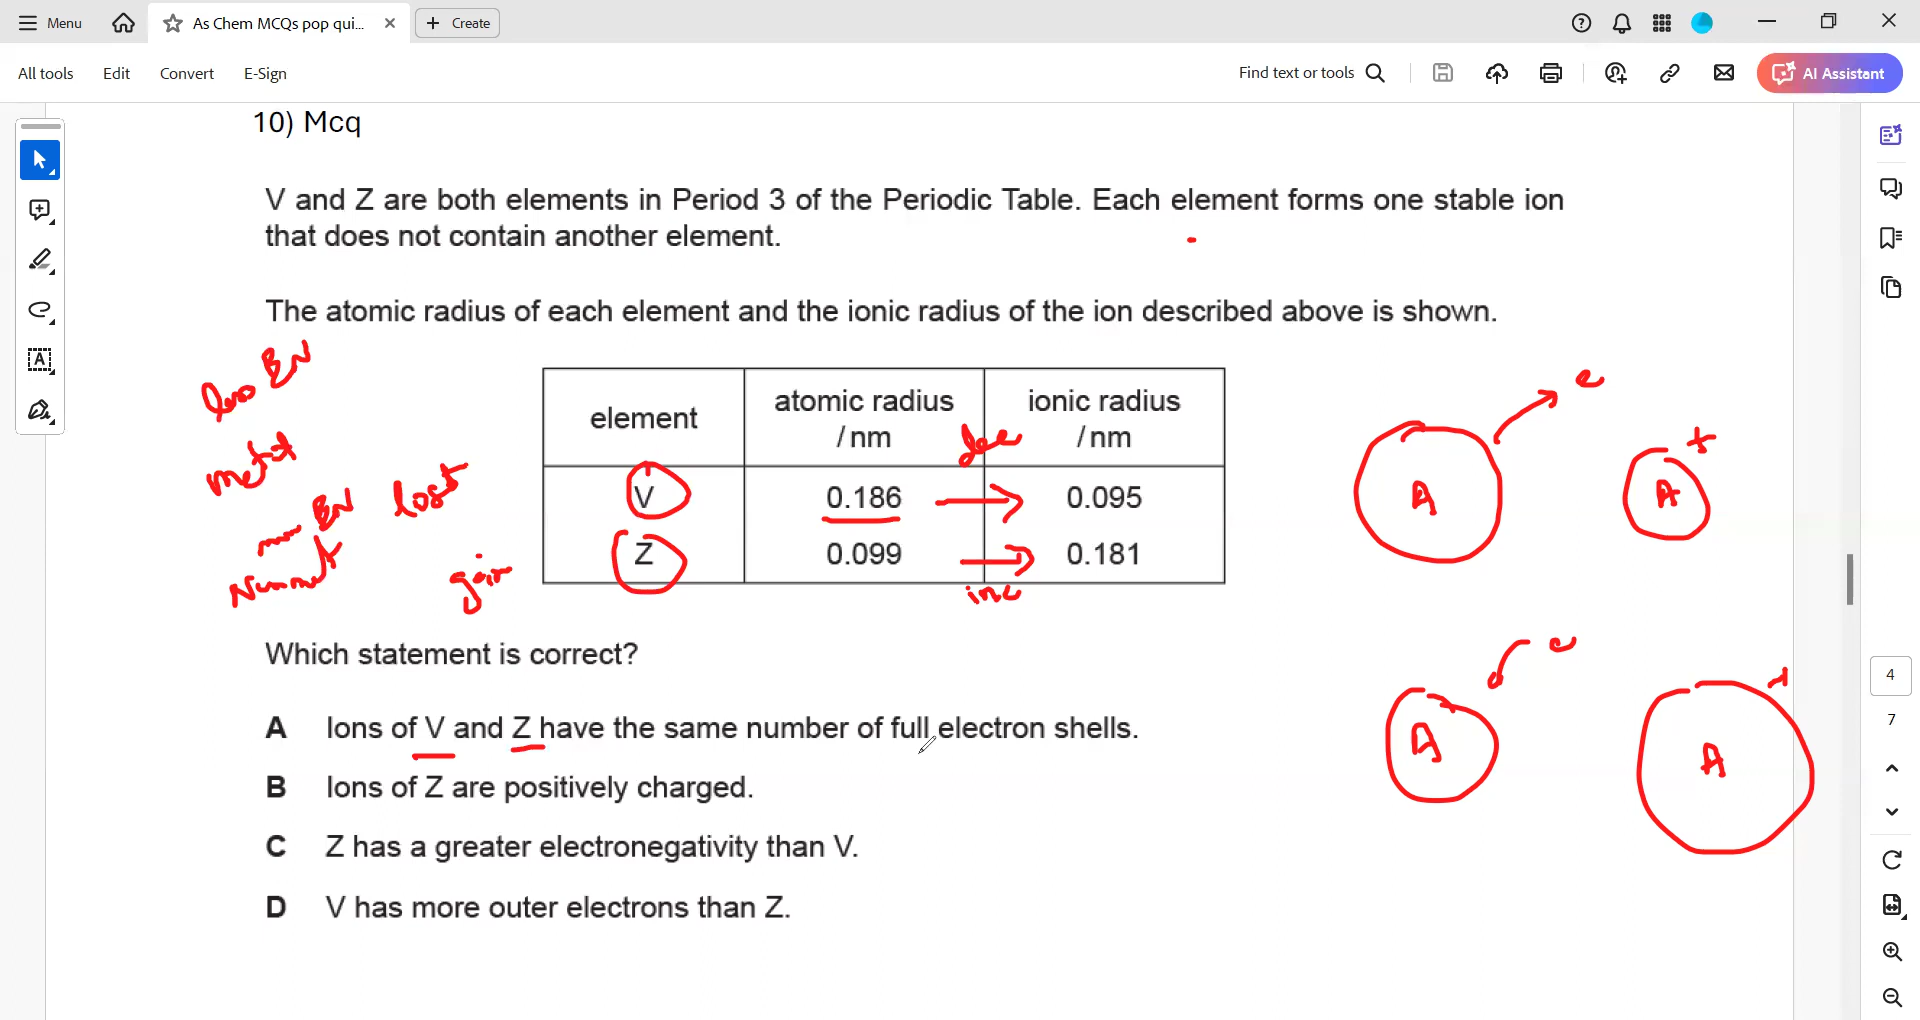 Menu
As Chem MCQs pop qui...
Create
All tools
Edit
Convert
E-Sign
Find text or tools
AI Assistant
10) Mcq
V and Z are both elements in Period 3 of the Periodic Table. Each element forms one stable ion
that does not contain another element.
The atomic radius of each element and the ionic radius of the ion described above is shown.
element
atomic radius
/ nm
ionic radius
/ nm
V
0.186
0.095
Z
0.099
0.181
EN
lost
EN
gain
inc
e
A
A
+
e
A
A
Which statement is correct?
A Ions of V and Z have the same number of full electron shells.
B Ions of Z are positively charged.
C Z has a greater electronegativity than V.
D V has more outer electrons than Z.
4
7